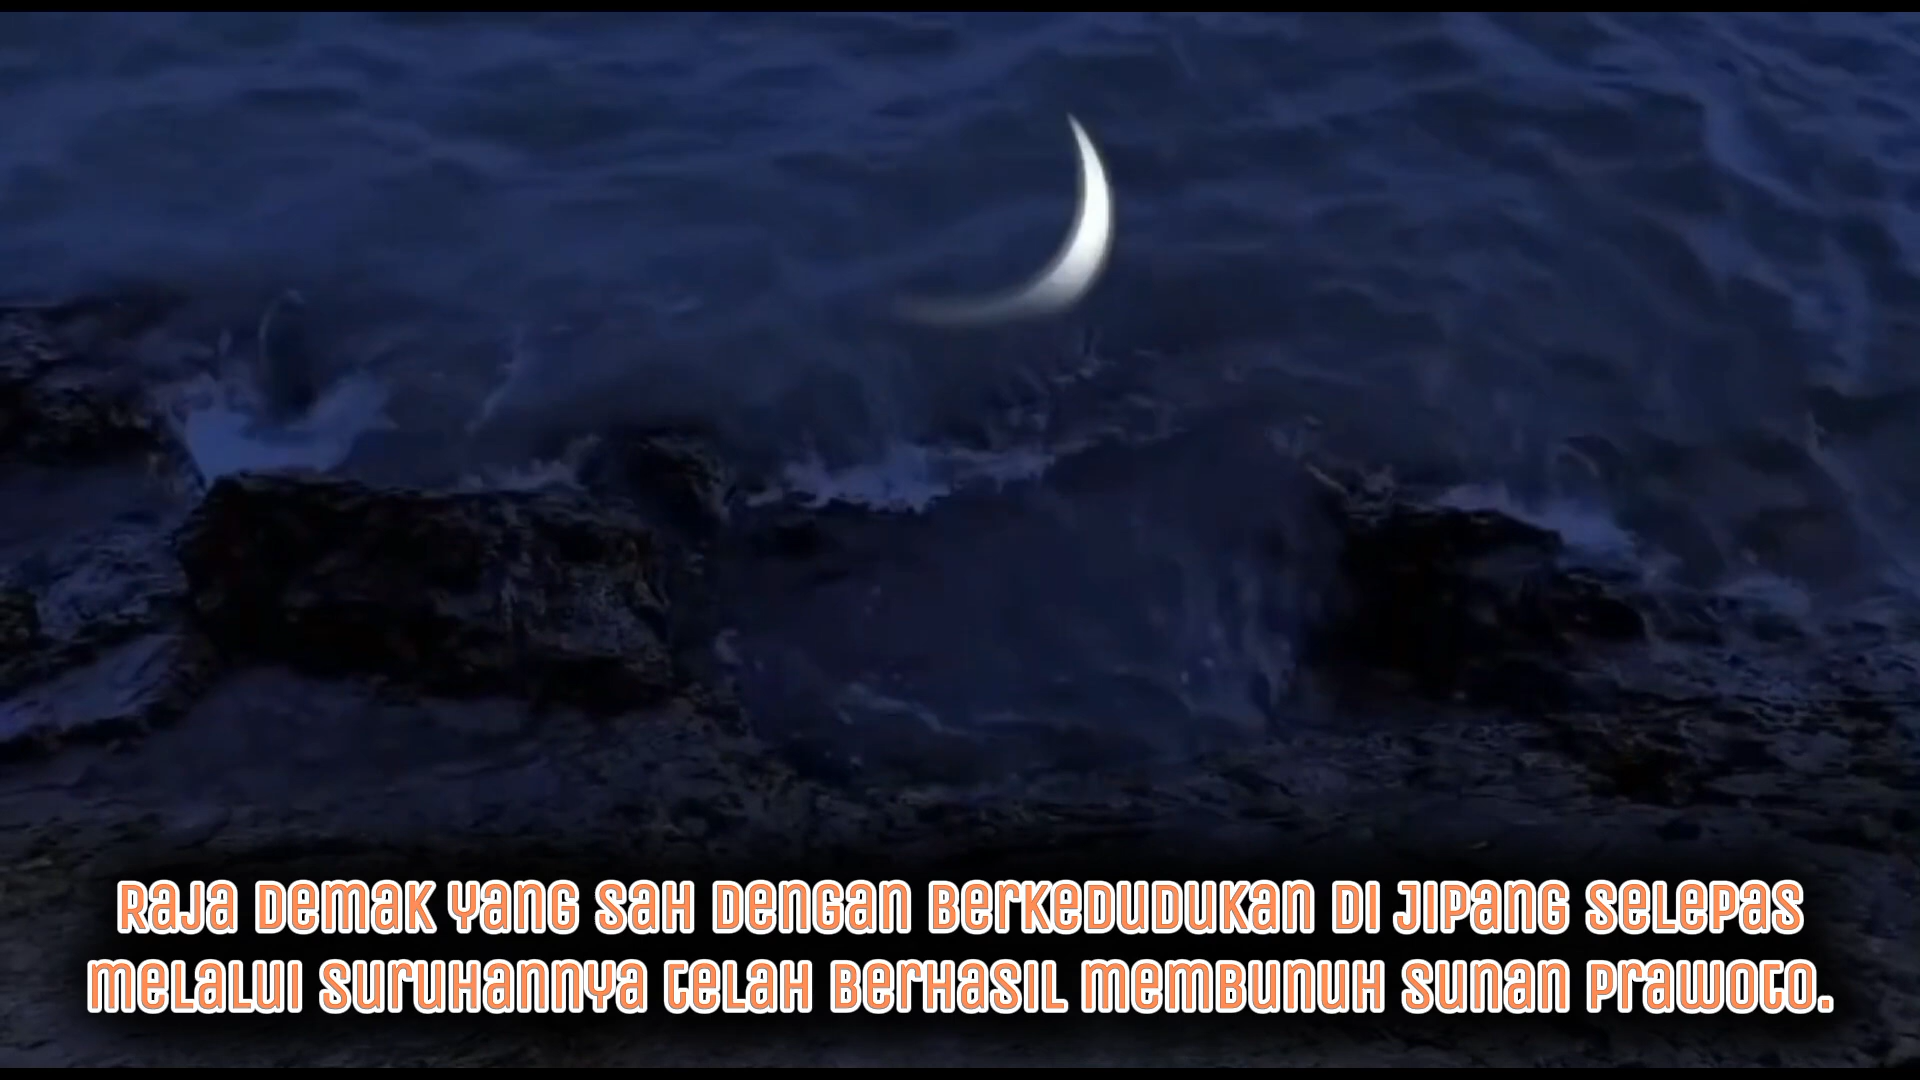 Raja Demak yang sah dengan berkedudukan di Jipang selepas
melalui suruhannya telah berhasil membunuh Sunan Prawoto.